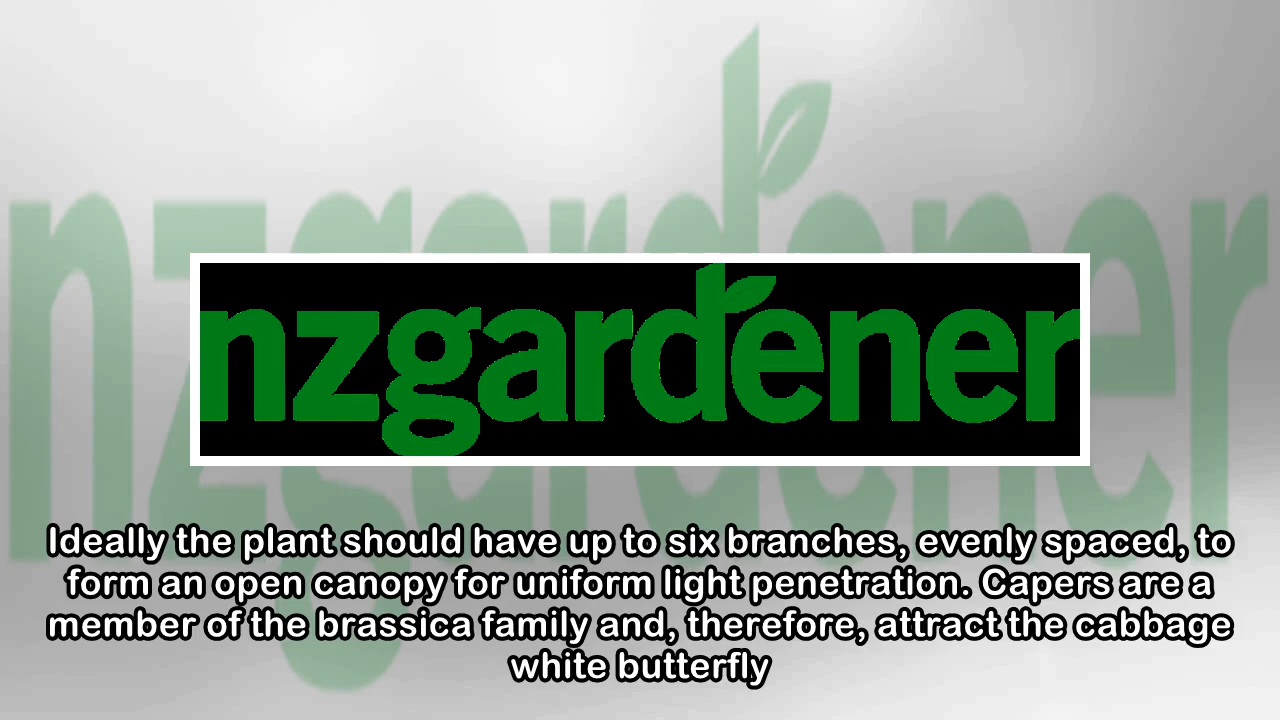 nzgardener
nzgardener
Ideally the plant should have up to six branches, evenly spaced, to
form an open canopy for uniform light penetration. Capers are a
member of the brassica family and, therefore, attract the cabbage
white butterfly